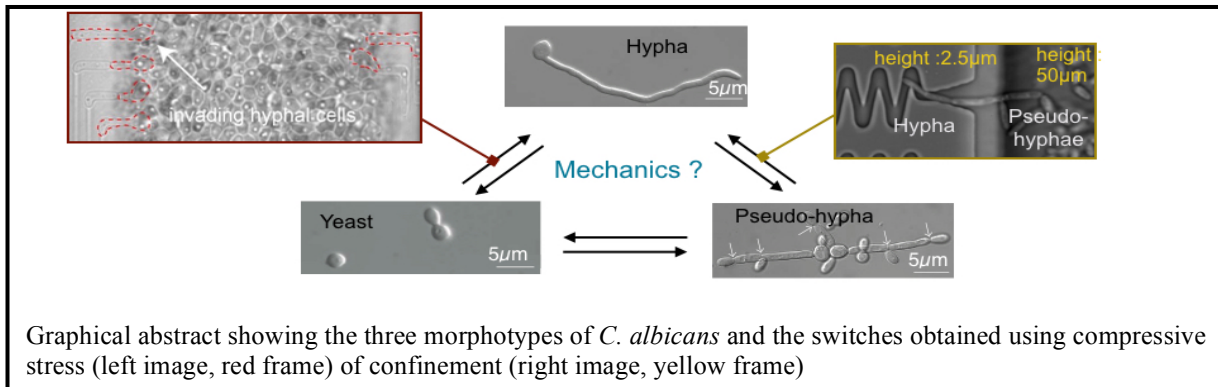 invading hyphal cells
Hypha
5µm
height :2.5µm
height :
50µm
Hypha
Pseudo-
hyphae
Mechanics ?
Yeast
5µm
Pseudo-hypha
5µm
Graphical abstract showing the three morphotypes of C. albicans and the switches obtained using compressive
stress (left image, red frame) of confinement (right image, yellow frame)